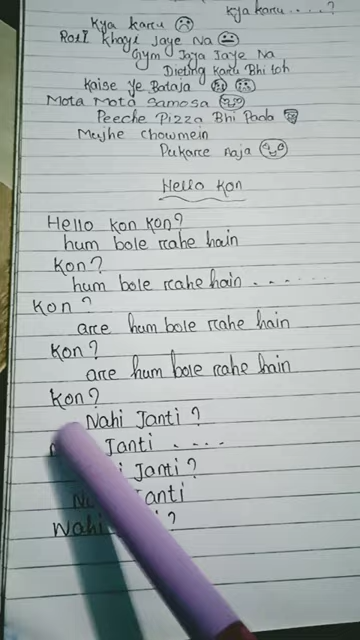 Kya karu.....?
Kya karu
Roti Khayi Jaye Na
Gym Jaya Jaye Na
Dieting Karu Bhi toh
Kaise Ye Bataja
Mota Mota Samosa
Peeche Pizza Bhi Pada
Mujhe Chowmein
Pukare Aaja
Hello Kon
Hello Kon Kon?
hum bole rahe hain
Kon?
hum bole rahe hain......
Kon?
are hum bole rahe hain
Kon?
are hum bole rahe hain
Kon?
Nahi Janti?
Janti....
Janti?
Janti
Nahi